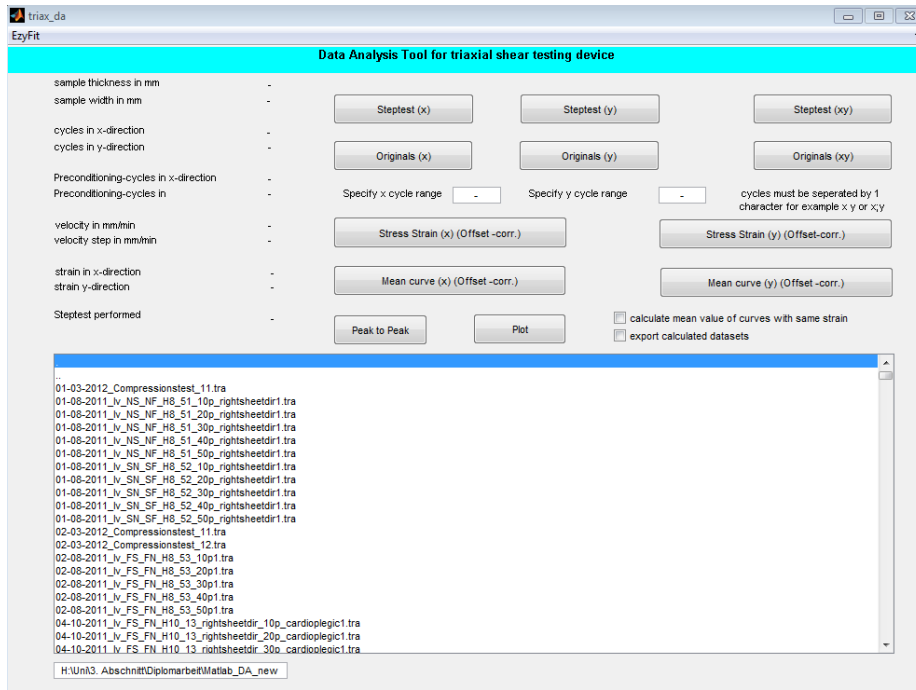 triax_da
EzyFit
Data Analysis Tool for triaxial shear testing device
sample thickness in mm -
sample width in mm -
Steptest (x) Steptest (y) Steptest (xy)
cycles in x-direction -
cycles in y-direction -
Originals (x) Originals (y) Originals (xy)
Preconditioning-cycles in x-direction -
Preconditioning-cycles in -
Specify x cycle range - Specify y cycle range - cycles must be seperated by 1
character for example x y or x;y
velocity in mm/min -
velocity step in mm/min -
Stress Strain (x) (Offset -corr.) Stress Strain (y) (Offset-corr.)
strain in x-direction -
strain y-direction -
Mean curve (x) (Offset -corr.) Mean curve (y) (Offset -corr.)
Steptest performed -
Peak to Peak Plot
calculate mean value of curves with same strain
export calculated datasets
.
..
01-03-2012_Compressionstest_11.tra
01-08-2011_lv_NS_NF_H8_51_10p_rightsheetdir1.tra
01-08-2011_lv_NS_NF_H8_51_20p_rightsheetdir1.tra
01-08-2011_lv_NS_NF_H8_51_30p_rightsheetdir1.tra
01-08-2011_lv_NS_NF_H8_51_40p_rightsheetdir1.tra
01-08-2011_lv_NS_NF_H8_51_50p_rightsheetdir1.tra
01-08-2011_lv_SN_SF_H8_52_10p_rightsheetdir1.tra
01-08-2011_lv_SN_SF_H8_52_20p_rightsheetdir1.tra
01-08-2011_lv_SN_SF_H8_52_30p_rightsheetdir1.tra
01-08-2011_lv_SN_SF_H8_52_40p_rightsheetdir1.tra
01-08-2011_lv_SN_SF_H8_52_50p_rightsheetdir1.tra
02-03-2012_Compressionstest_11.tra
02-03-2012_Compressionstest_12.tra
02-08-2011_lv_FS_FN_H8_53_10p1.tra
02-08-2011_lv_FS_FN_H8_53_20p1.tra
02-08-2011_lv_FS_FN_H8_53_30p1.tra
02-08-2011_lv_FS_FN_H8_53_40p1.tra
02-08-2011_lv_FS_FN_H8_53_50p1.tra
04-10-2011_lv_FS_FN_H10_13_rightsheetdir_10p_cardioplegic1.tra
04-10-2011_lv_FS_FN_H10_13_rightsheetdir_20p_cardioplegic1.tra
04-10-2011_lv_FS_FN_H10_13_rightsheetdir_30p_cardioplegic1.tra
H:\Uni\3. Abschnitt\Diplomarbeit\Matlab_DA_new